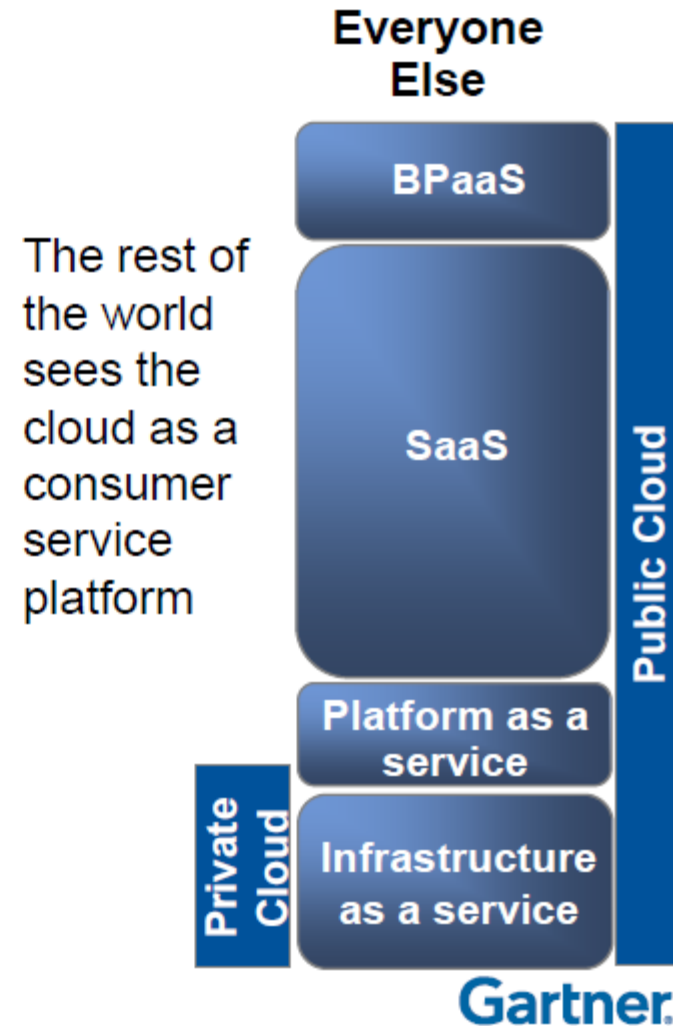 Everyone
Else
BPaaS
The rest of
the world
sees the
cloud as a
consumer
service
platform
SaaS
Public Cloud
Platform as a
service
Private
Cloud
Infrastructure
as a service
Gartner.